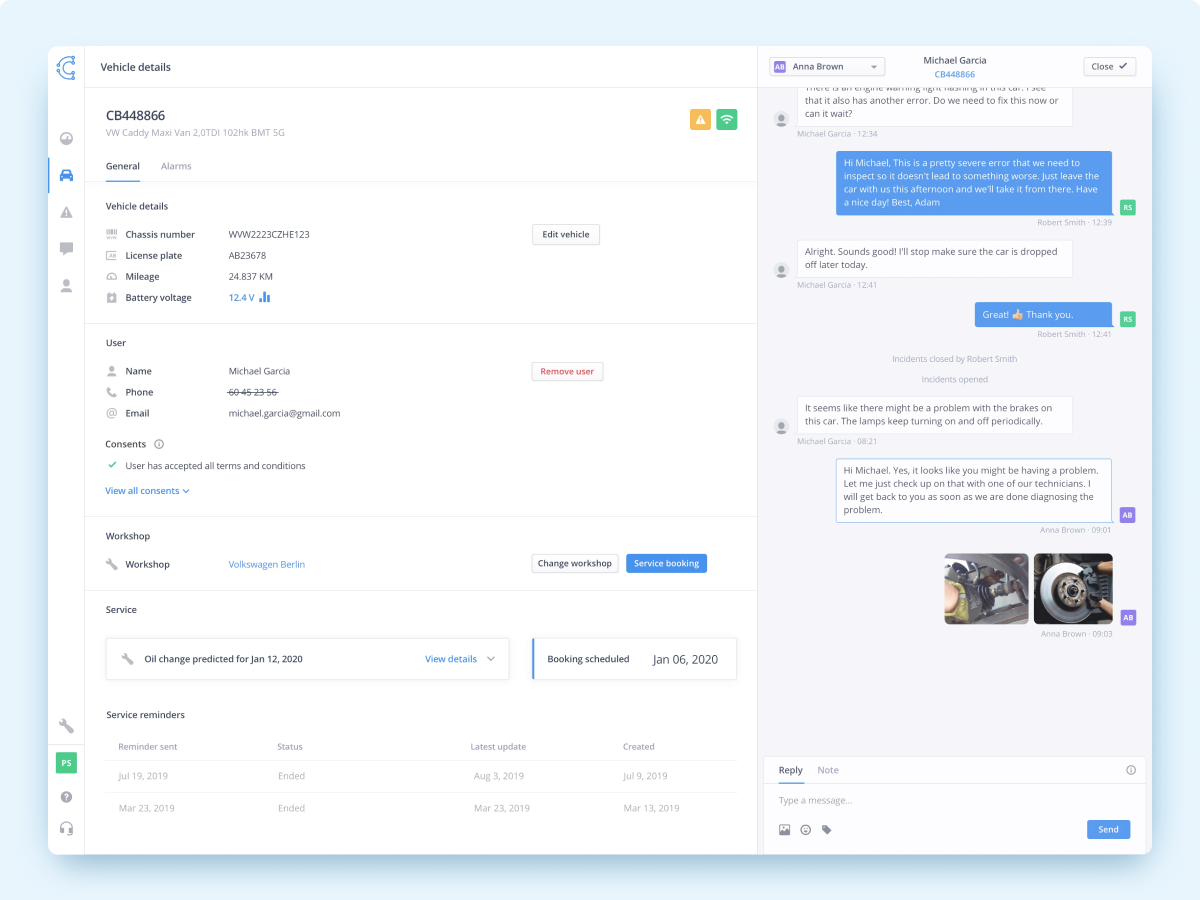 Vehicle details
CB448866
VW Caddy Maxi Van 2,0TDI 102hk BMT 5G
General
Alarms
Vehicle details
Chassis number
WVW2223CZHE123
Edit vehicle
License plate
AB23678
Mileage
24.837 KM
Battery voltage
12.4 V
User
Name
Michael Garcia
Remove user
Phone
60 45 23 56
Email
michael.garcia@gmail.com
Consents
User has accepted all terms and conditions
View all consents
Workshop
Workshop
Volkswagen Berlin
Change workshop
Service booking
Service
Oil change predicted for Jan 12, 2020
View details
Booking scheduled
Jan 06, 2020
Service reminders
Reminder sent
Status
Latest update
Created
Jul 19, 2019
Ended
Aug 3, 2019
Jul 9, 2019
Mar 23, 2019
Ended
Mar 23, 2019
Mar 13, 2019
PS
AB
Anna Brown
Michael Garcia
CB448866
Close
There is an engine warning light flashing in this car. I see
that it also has another error. Do we need to fix this now or
can it wait?
Michael Garcia · 12:34
Hi Michael, This is a pretty severe error that we need to
inspect so it doesn't lead to something worse. Just leave the
car with us this afternoon and we'll take it from there. Have
a nice day! Best, Adam
RS
Robert Smith · 12:39
Alright. Sounds good! I'll stop make sure the car is dropped
off later today.
Michael Garcia · 12:41
Great! 👍🏼 Thank you.
RS
Robert Smith · 12:41
Incidents closed by Robert Smith
Incidents opened
It seems like there might be a problem with the brakes on
this car. The lamps keep turning on and off periodically.
Michael Garcia · 08:21
Hi Michael. Yes, it looks like you might be having a problem.
Let me just check up on that with one of our technicians. I
will get back to you as soon as we are done diagnosing the
problem.
AB
Anna Brown · 09:01
AB
Anna Brown · 09:03
Reply
Note
Type a message...
Send